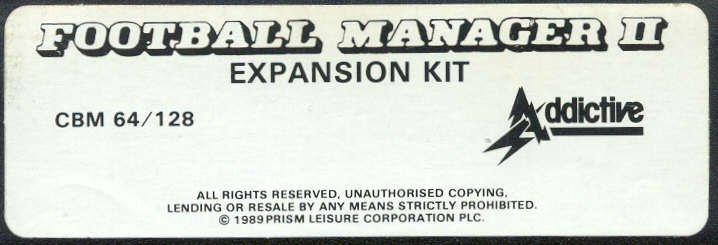 FOOTBALL MANAGER II
EXPANSION KIT
CBM 64/128
Addictive
ALL RIGHTS RESERVED, UNAUTHORISED COPYING,
LENDING OR RESALE BY ANY MEANS STRICTLY PROHIBITED.
© 1989 PRISM LEISURE CORPORATION PLC.